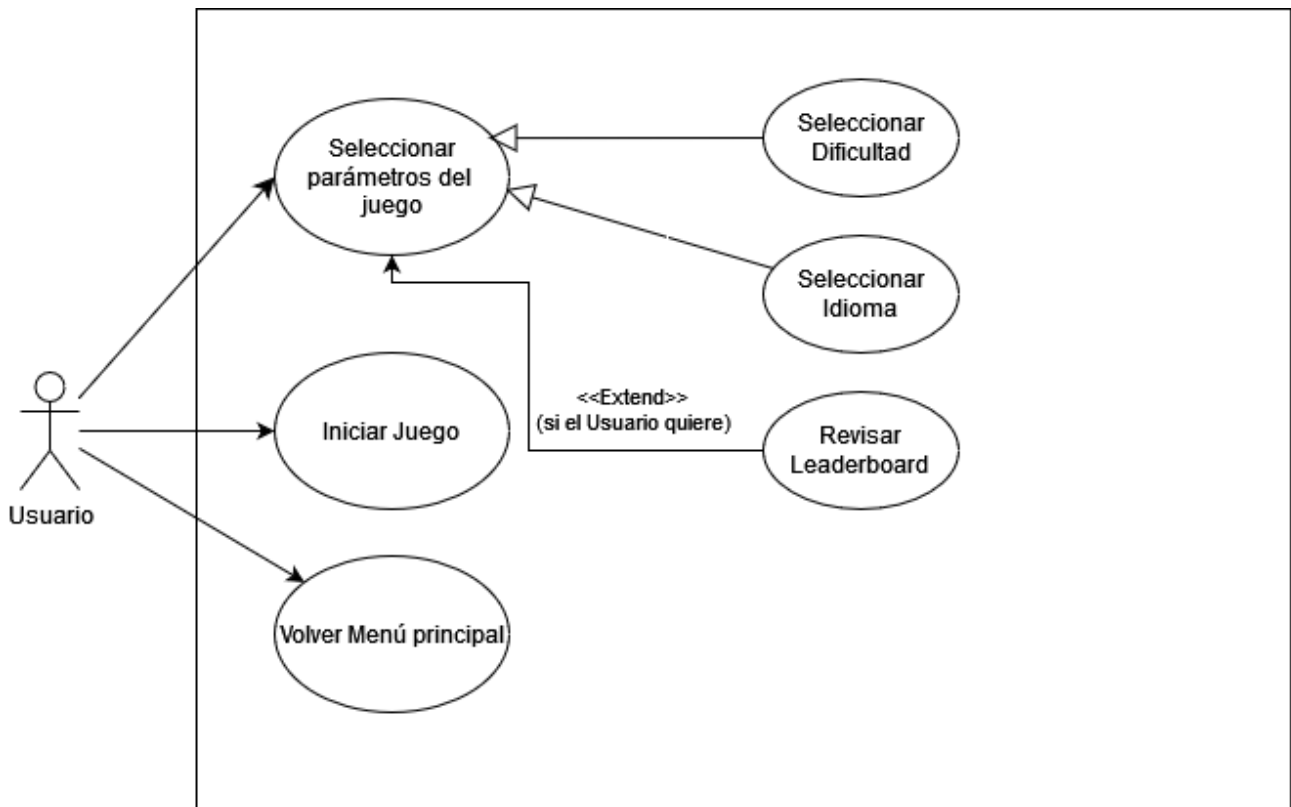 Seleccionar
parámetros del
juego
Seleccionar
Dificultad
Seleccionar
Idioma
<<Extend>>
(si el Usuario quiere)
Revisar
Leaderboard
Iniciar Juego
Usuario
Volver Menú principal